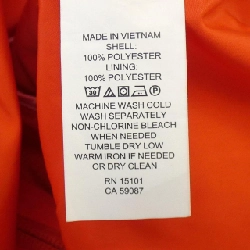 MADE IN VIETNAM
SHELL:
100% POLYESTER
LINING:
100% POLYESTER
MACHINE WASH COLD
WASH SEPARATELY
NON-CHLORINE BLEACH
WHEN NEEDED
TUMBLE DRY LOW
WARM IRON IF NEEDED
OR DRY CLEAN
RN 15101
CA 59087